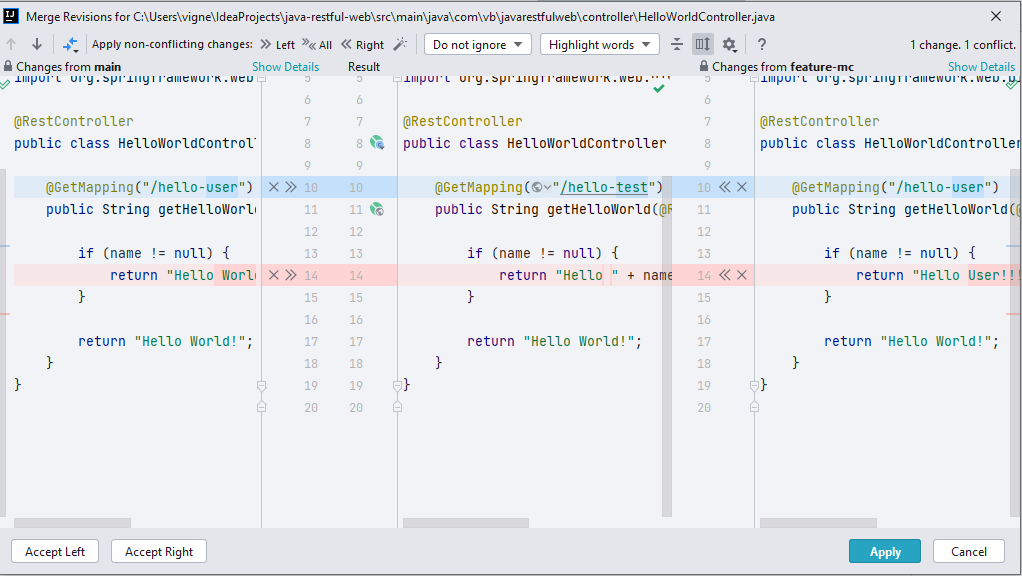 Merge Revisions for C:\Users\vigne\IdeaProjects\java-restful-web\src\main\java\com\vb\javarestfulweb\controller\HelloWorldController.java
Apply non-conflicting changes: Left All Right Do not ignore Highlight words ? 1 change. 1 conflict.
Changes from main Show Details Result Changes from feature-mc Show Details
import org.springframework.web 5 5 import org.springframework.web. 5 import org.springframework.web.
6 6 6
@RestController 7 7 @RestController 7 @RestController
public class HelloWorldControl 8 8 public class HelloWorldController 8 public class HelloWorldController
9 9 9
@GetMapping("/hello-user") 10 10 @GetMapping("/hello-test") 10 @GetMapping("/hello-user")
public String getHelloWorl 11 11 public String getHelloWorld(@R 11 public String getHelloWorld(@
12 12 12
if (name != null) { 13 13 if (name != null) { 13 if (name != null) {
return "Hello Worl 14 14 return "Hello " + name 14 return "Hello User!!!
} 15 15 } 15 }
16 16 16
return "Hello World!"; 17 17 return "Hello World!"; 17 return "Hello World!";
} 18 18 } 18 }
} 19 19 } 19 }
20 20 20
Accept Left Accept Right Apply Cancel